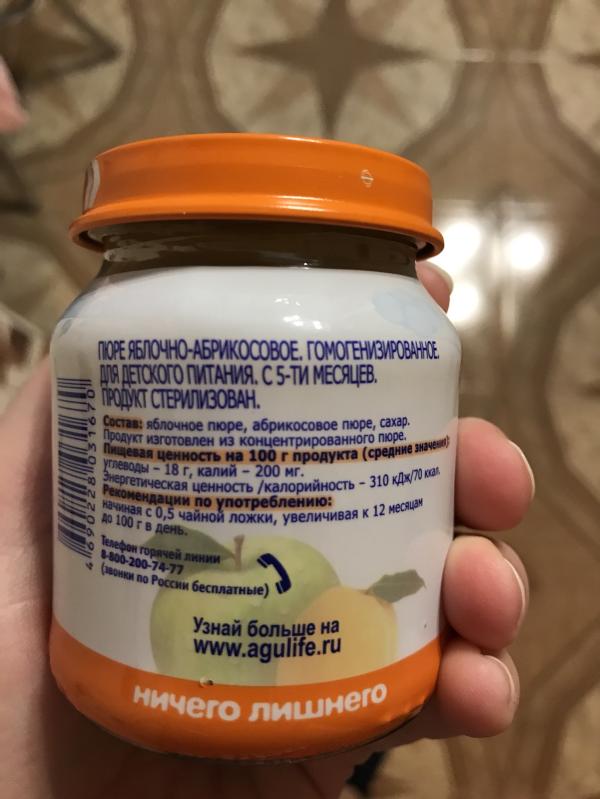 ПЮРЕ ЯБЛОЧНО-АБРИКОСОВОЕ. ГОМОГЕНИЗИРОВАННОЕ.
ДЛЯ ДЕТСКОГО ПИТАНИЯ. С 5-ТИ МЕСЯЦЕВ.
ПРОДУКТ СТЕРИЛИЗОВАН.
Состав: яблочное пюре, абрикосовое пюре, сахар.
Продукт изготовлен из концентрированного пюре.
Пищевая ценность на 100 г продукта (средние значения):
углеводы – 18 г, калий – 200 мг.
Энергетическая ценность /калорийность – 310 кДж/70 ккал.
Рекомендации по употреблению:
начиная с 0,5 чайной ложки, увеличивая к 12 месяцам
до 100 г в день.
Телефон горячей линии
8-800-200-74-77
(звонки по России бесплатные)
Узнай больше на
www.agulife.ru
ничего лишнего
4 690228 031670